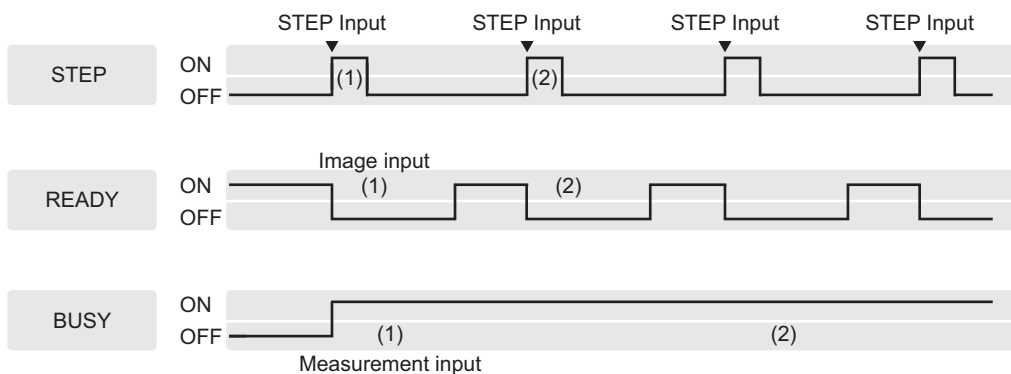 STEP Input STEP Input STEP Input STEP Input
STEP
ON
OFF
(1) (2)
Image input
READY
ON
OFF
(1) (2)
BUSY
ON
OFF
(1) (2)
Measurement input